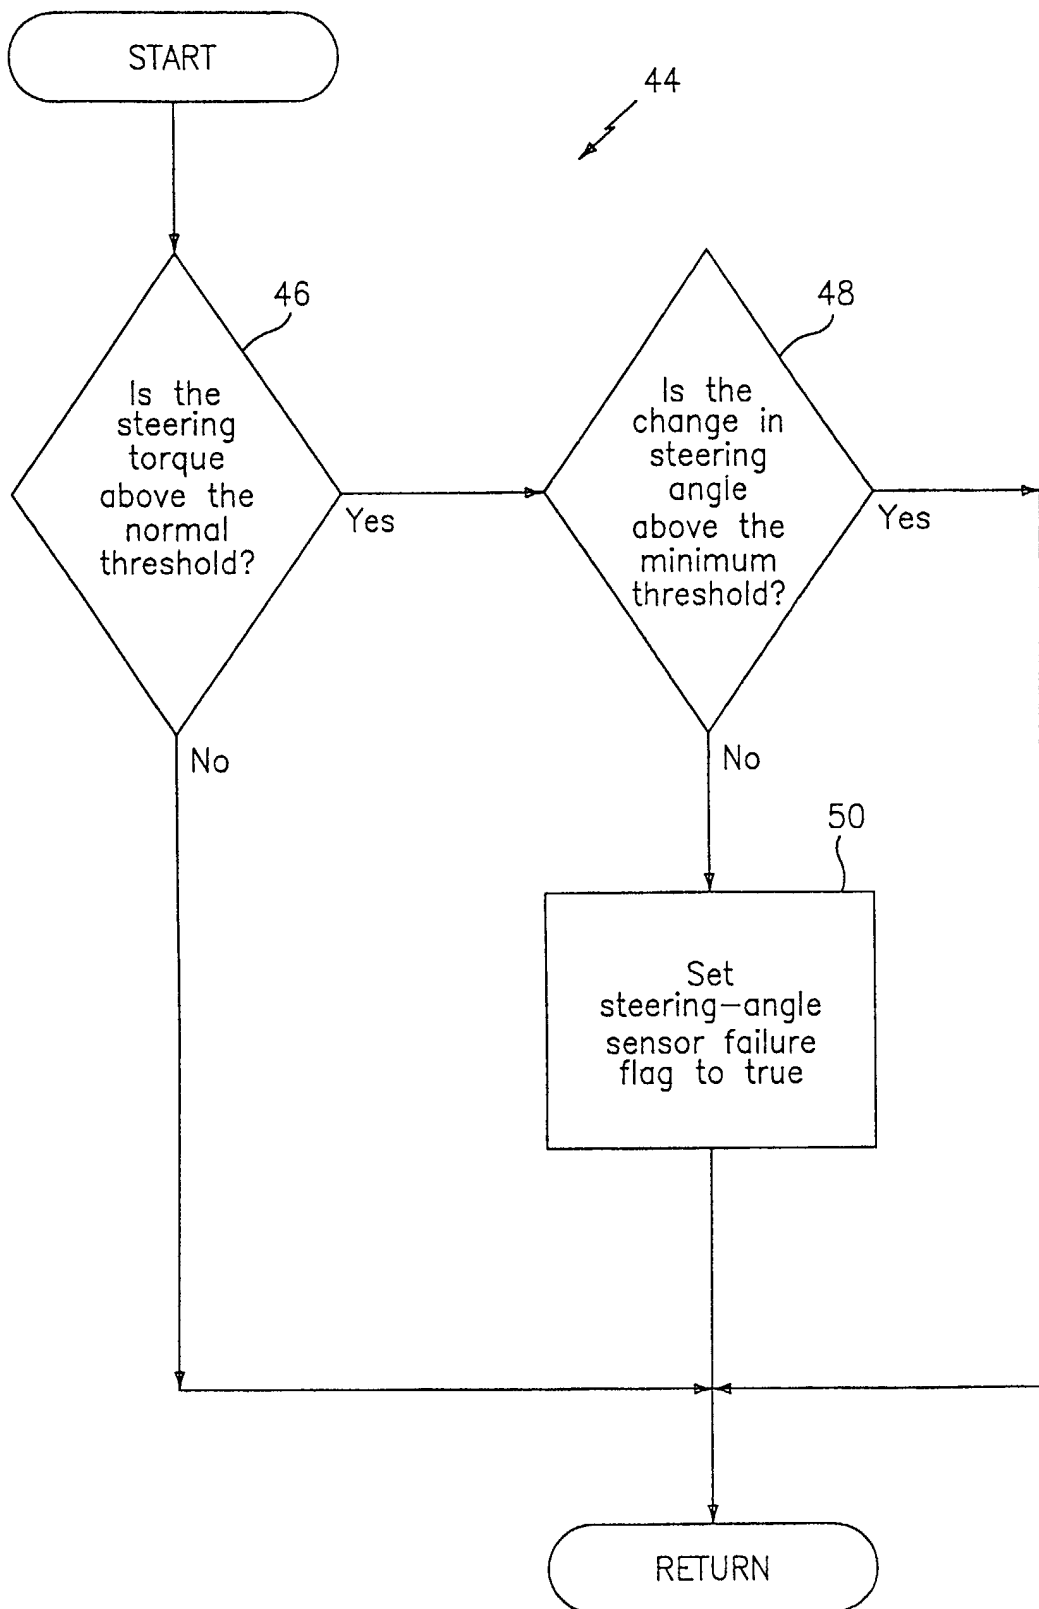 START
44
46
Is the
steering
torque
above the
normal
threshold?
Yes
48
Is the
change in
steering
angle
above the
minimum
threshold?
Yes
No
No
50
Set
steering-angle
sensor failure
flag to true
RETURN